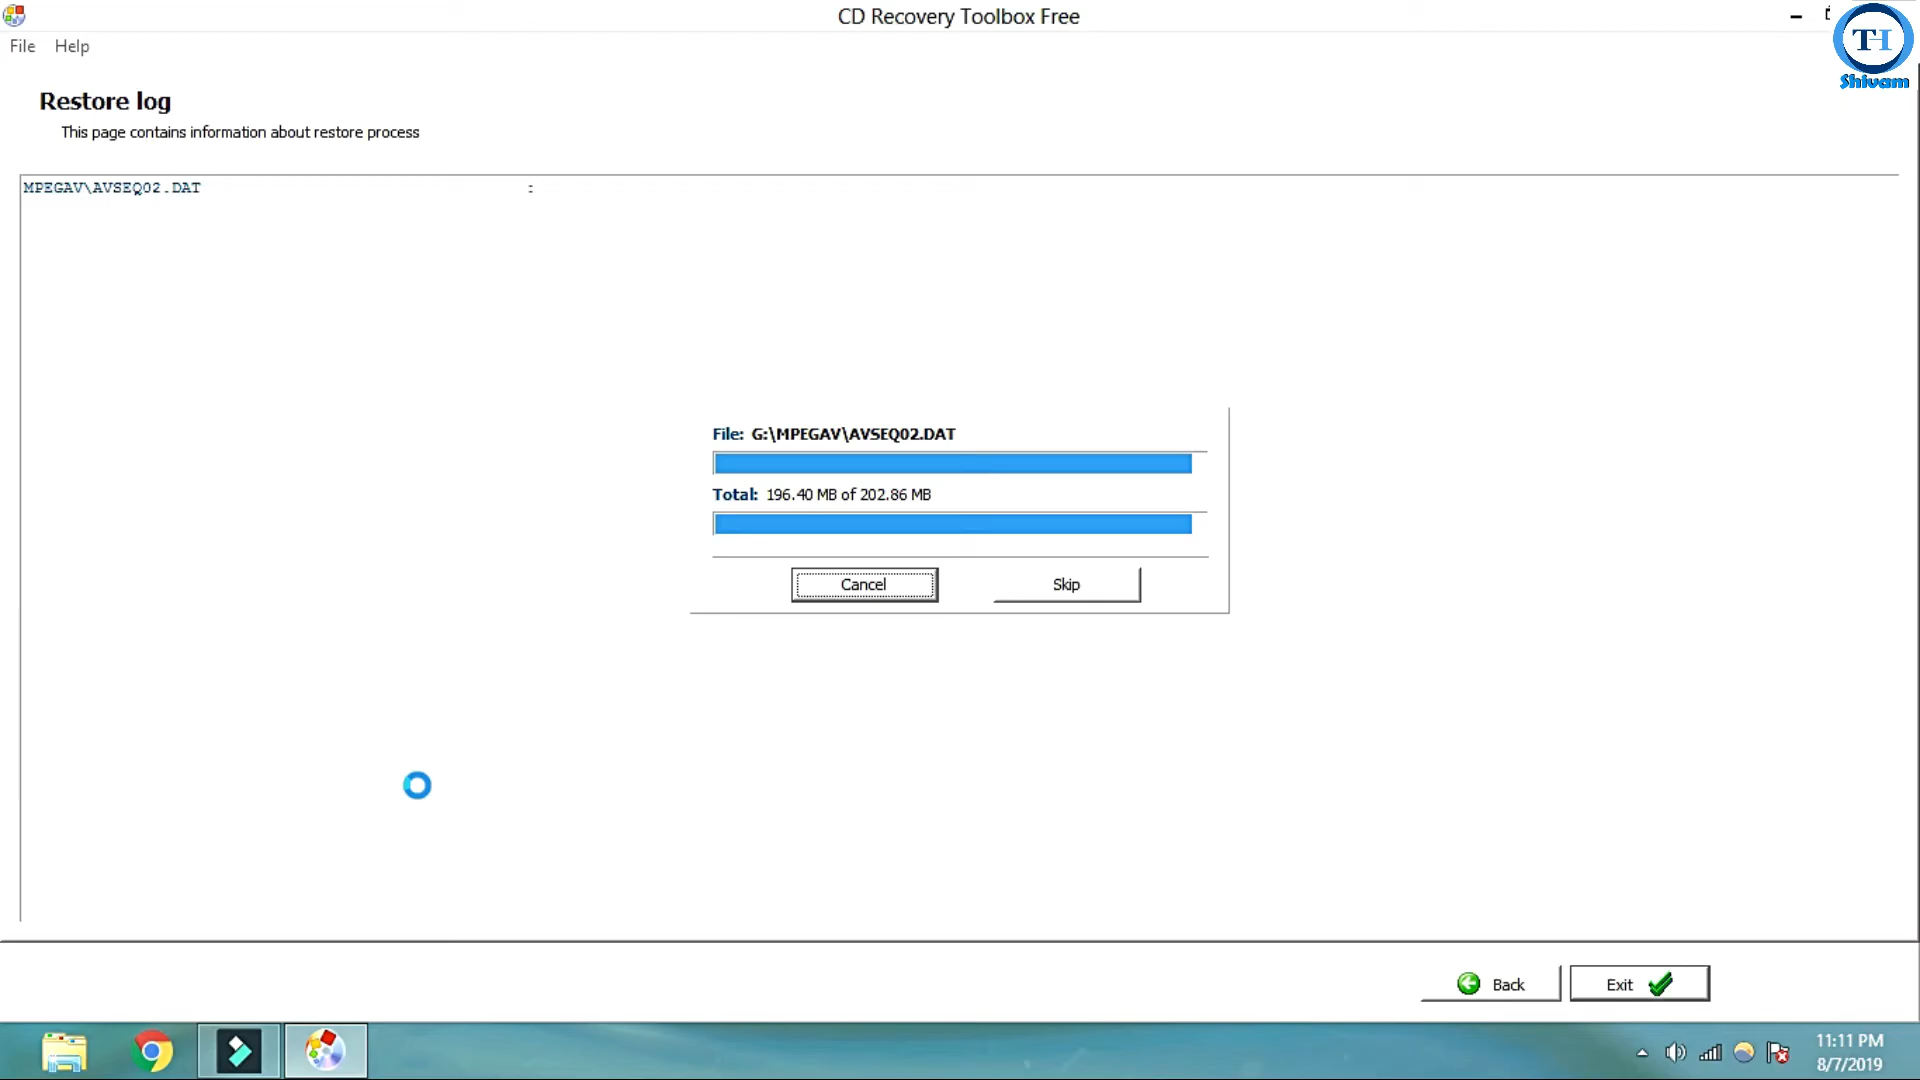 CD Recovery Toolbox Free
TH
Shivam
File Help
Restore log
This page contains information about restore process
MPEGAV\AVSEQ02.DAT :
File: G:\MPEGAV\AVSEQ02.DAT
Total: 196.40 MB of 202.86 MB
Cancel Skip
Back Exit
11:11 PM
8/7/2019